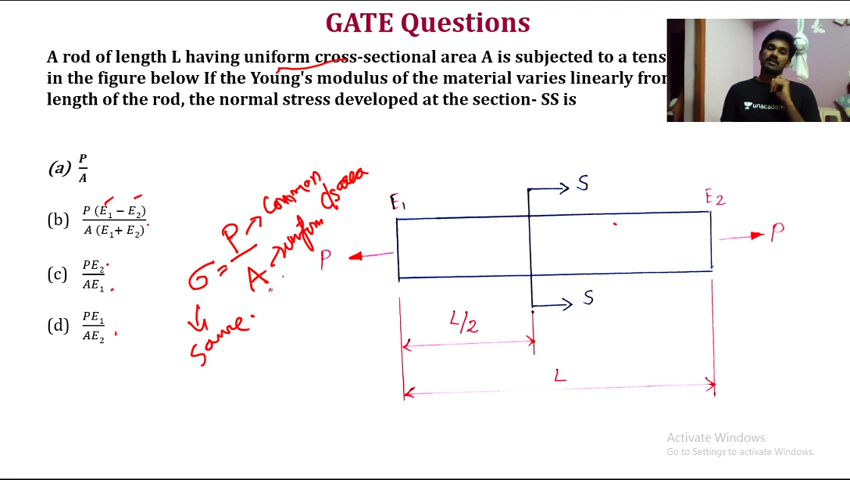 GATE Questions
A rod of length L having uniform cross-sectional area A is subjected to a tens
in the figure below If the Young's modulus of the material varies linearly fro
length of the rod, the normal stress developed at the section- SS is
unacademy
(a) P/A
(b) P (E₁ − E₂)/A (E₁+ E₂)
(c) PE₂/AE₁
(d) PE₁/AE₂
σ = P/A
common
uniform
Same
E₁
E₂
S
S
P
P
L/2
L
Activate Windows
Go to Settings to activate Windows.